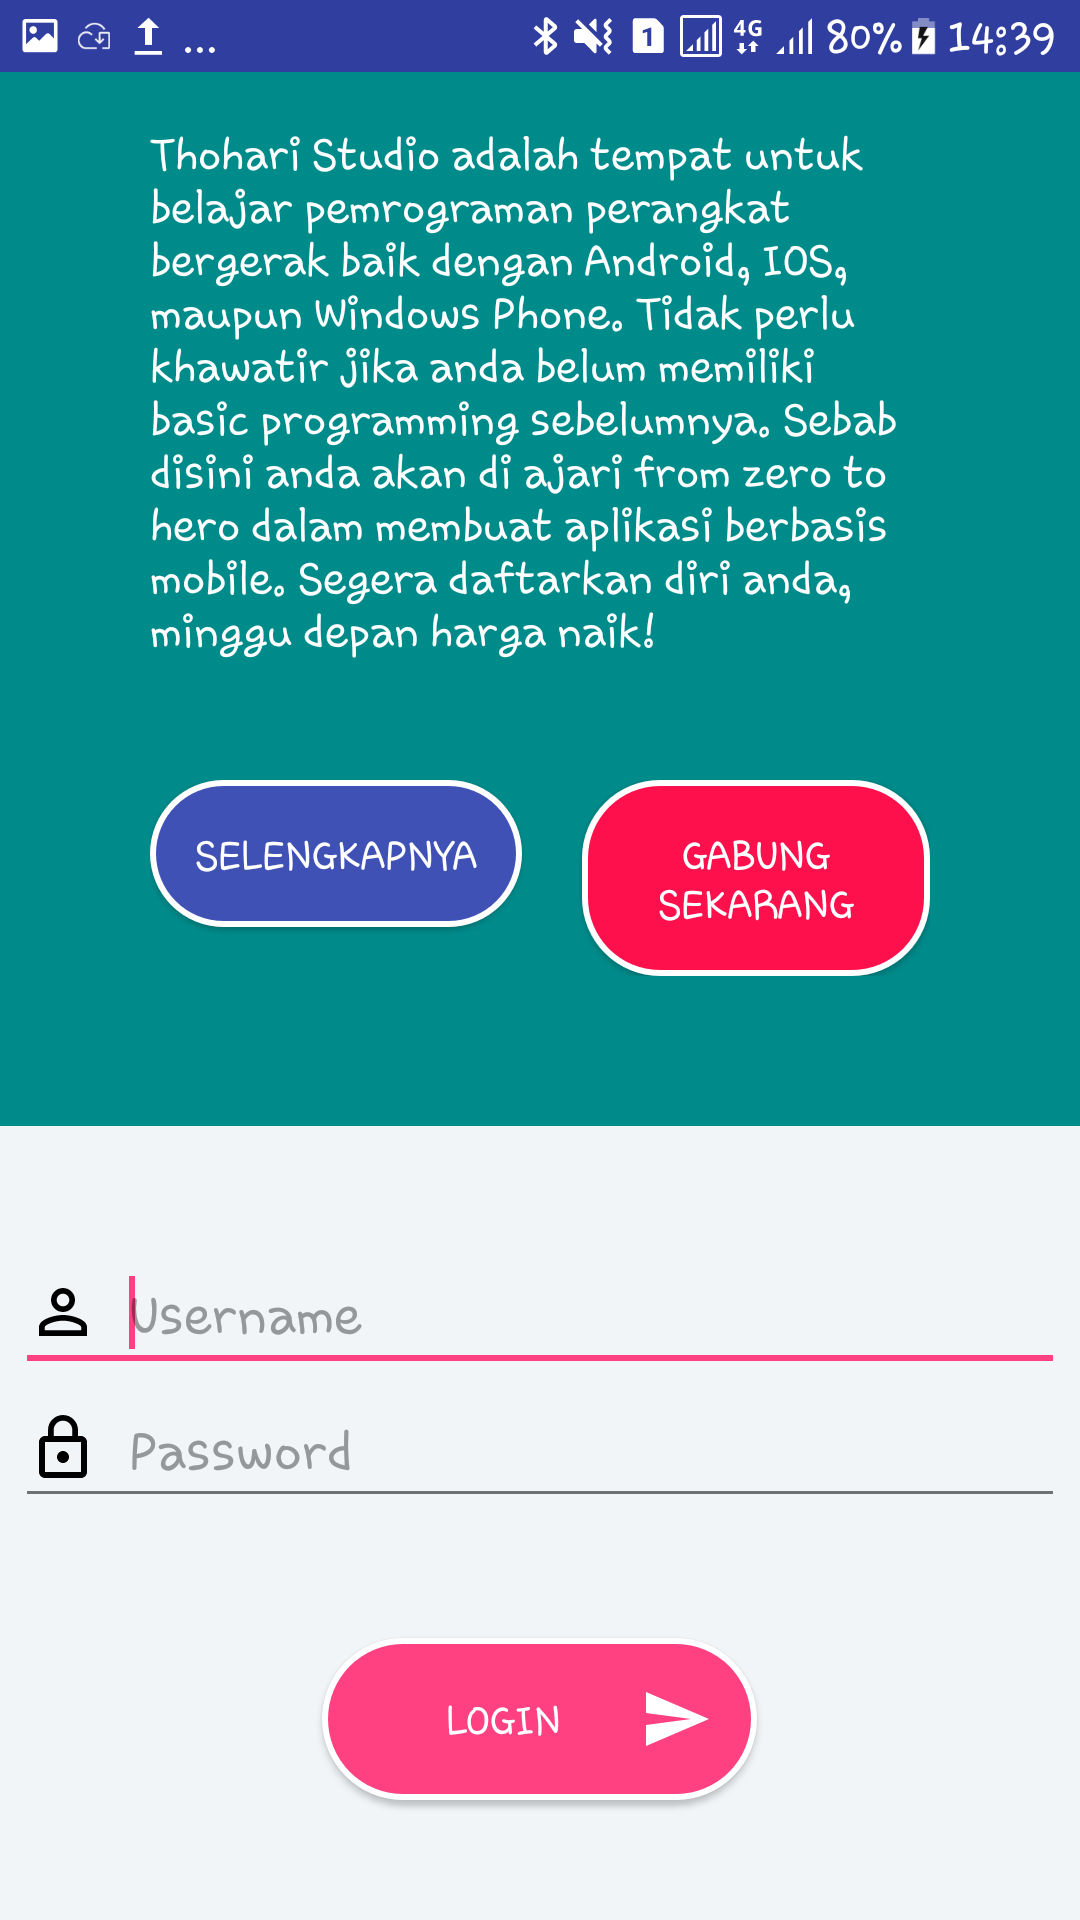 ... 1 4G 80% 14:39
Thohari Studio adalah tempat untuk
belajar pemrograman perangkat
bergerak baik dengan Android, IOS,
maupun Windows Phone. Tidak perlu
khawatir jika anda belum memiliki
basic programming sebelumnya. Sebab
disini anda akan di ajari from zero to
hero dalam membuat aplikasi berbasis
mobile. Segera daftarkan diri anda,
minggu depan harga naik!
SELENGKAPNYA
GABUNG
SEKARANG
Username
Password
LOGIN